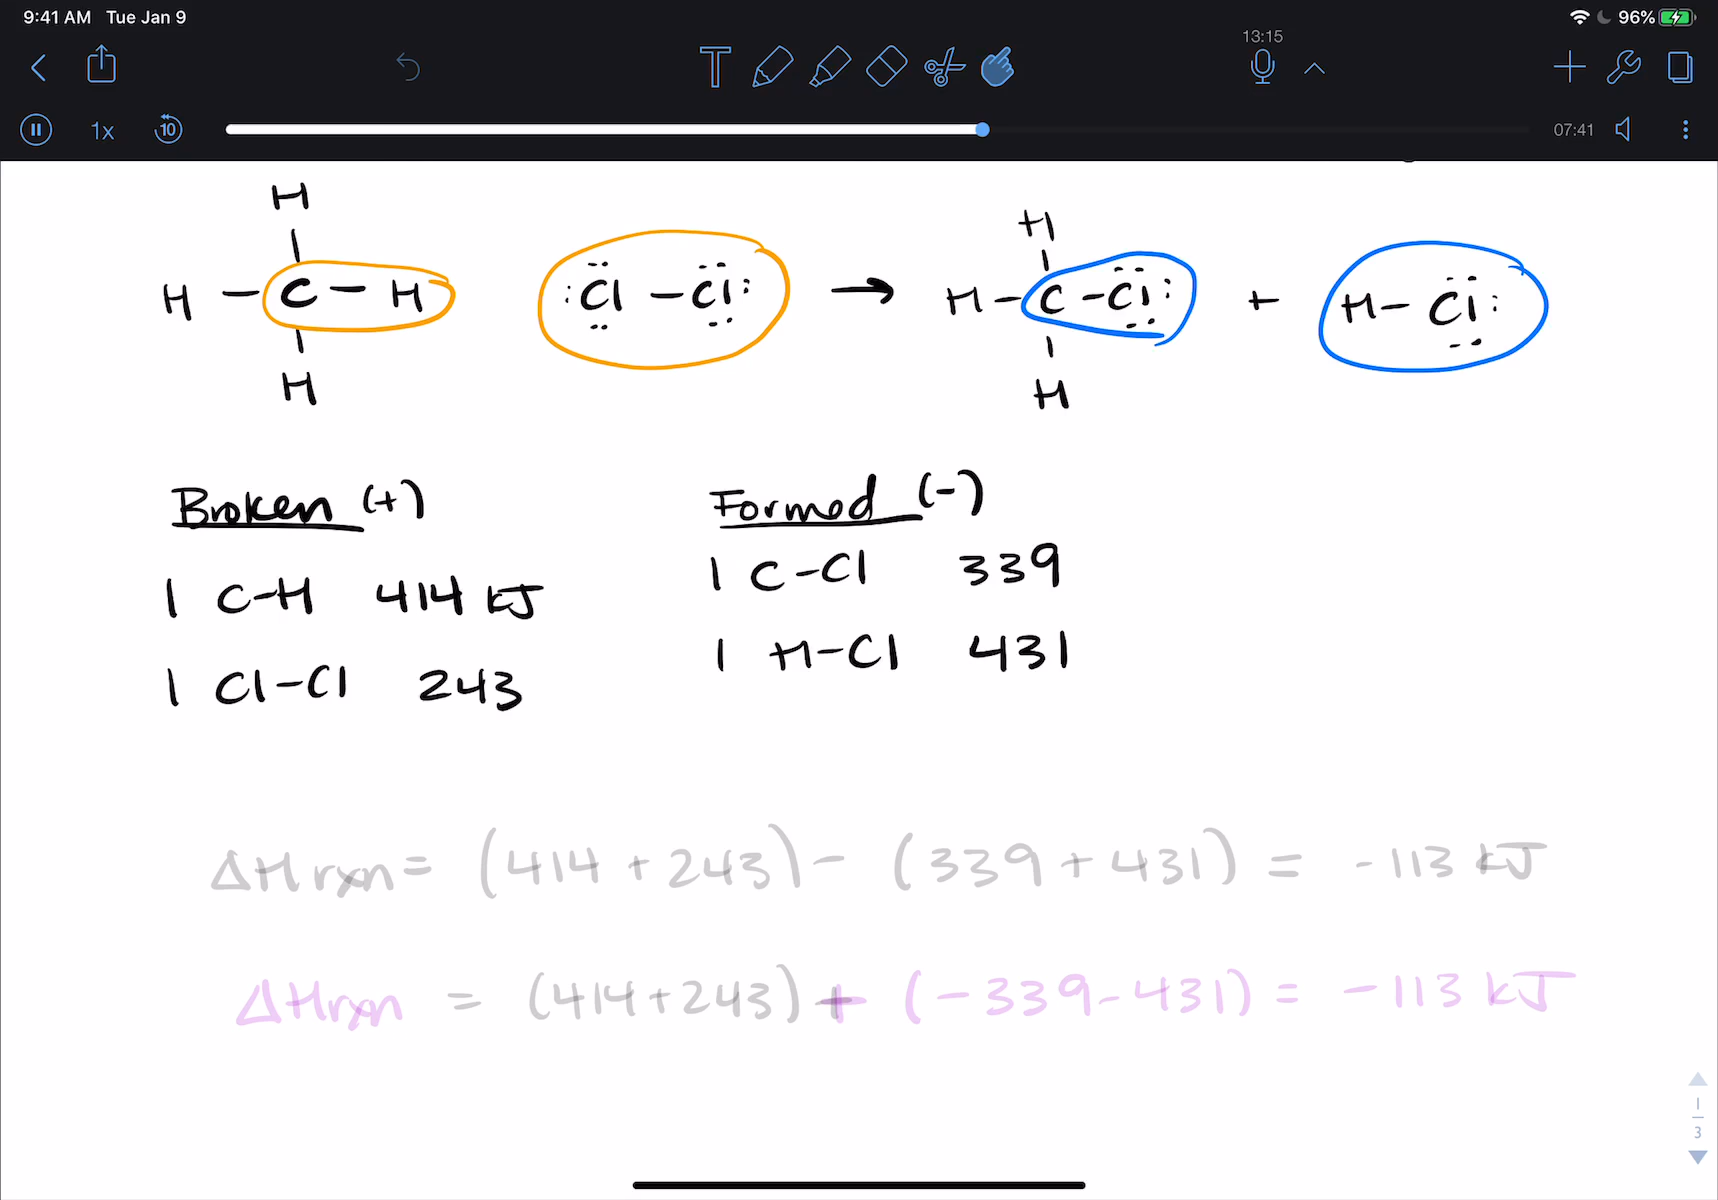 9:41 AM Tue Jan 9 96%
13:15
1x 10 07:41
H H
H – C – H :Cl – Cl: → H – C – Cl: + H – Cl:
H H
Broken (+) Formed (-)
1 C-H 414 kJ 1 C-Cl 339
1 Cl-Cl 243 1 H-Cl 431
ΔHrxn = (414 + 243) – (339 + 431) = -113 kJ
ΔHrxn = (414+243) + (-339-431) = -113 kJ
1
3